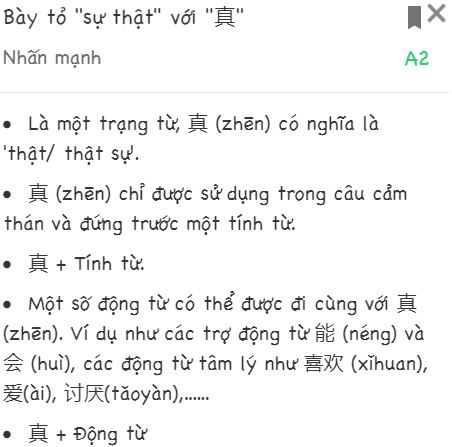 Bày tỏ "sự thật" với "真"
Nhấn mạnh
A2
• Là một trạng từ, 真 (zhēn) có nghĩa là
'thật/ thật sự'.
• 真 (zhēn) chỉ được sử dụng trong câu cảm
thán và đứng trước một tính từ.
• 真 + Tính từ.
• Một số động từ có thể được đi cùng với 真
(zhēn). Ví dụ như các trợ động từ 能 (néng) và
会 (huì), các động từ tâm lý như 喜欢 (xǐhuan),
爱(ài), 讨厌(tǎoyàn),......
• 真 + Động từ